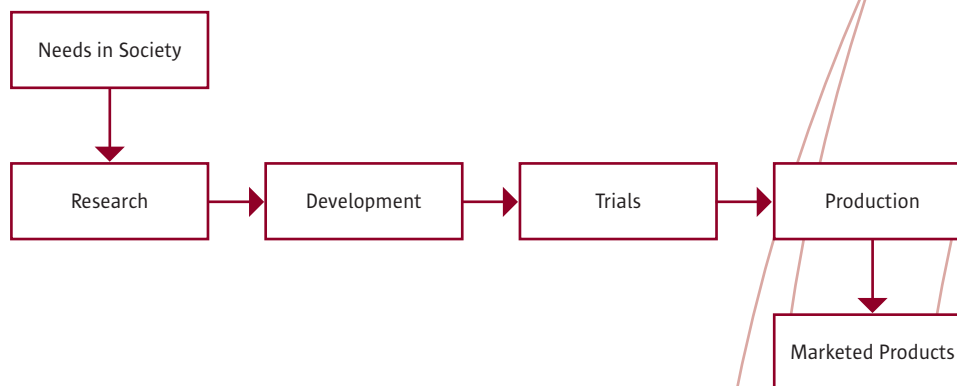 Needs in Society
Research
Development
Trials
Production
Marketed Products